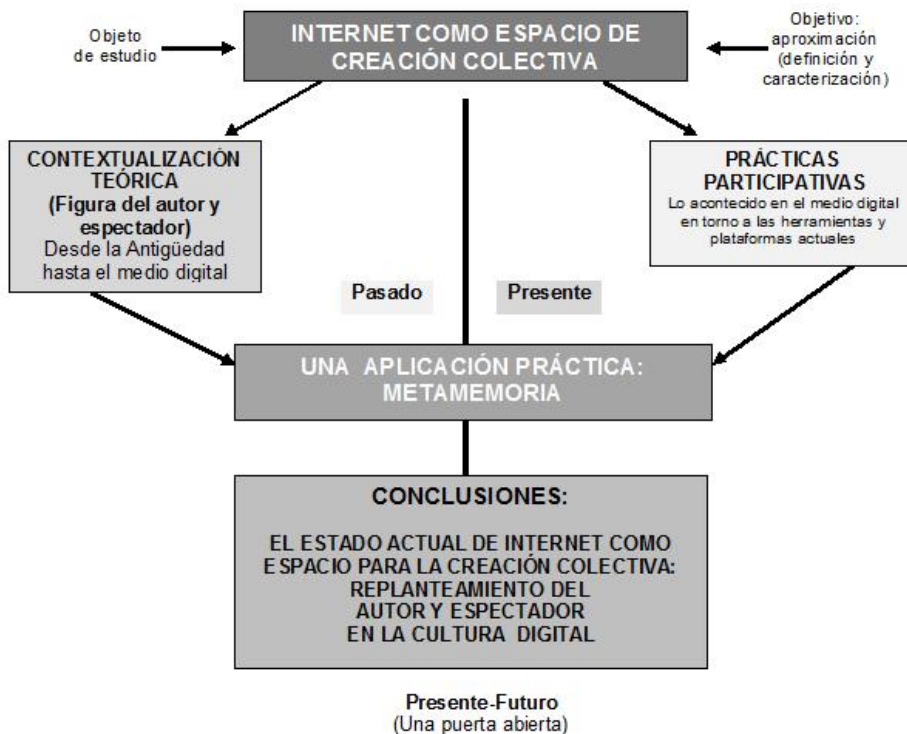 Objeto
de estudio
INTERNET COMO ESPACIO DE
CREACIÓN COLECTIVA
Objetivo:
aproximación
(definición y
caracterización)
CONTEXTUALIZACIÓN
TEÓRICA
(Figura del autor y
espectador)
Desde la Antigüedad
hasta el medio digital
PRÁCTICAS
PARTICIPATIVAS
Lo acontecido en el medio digital
en torno a las herramientas y
plataformas actuales
Pasado
Presente
UNA APLICACIÓN PRÁCTICA:
METAMEMORIA
CONCLUSIONES:
EL ESTADO ACTUAL DE INTERNET COMO
ESPACIO PARA LA CREACIÓN COLECTIVA:
REPLANTEAMIENTO DEL
AUTOR Y ESPECTADOR
EN LA CULTURA DIGITAL
Presente-Futuro
(Una puerta abierta)